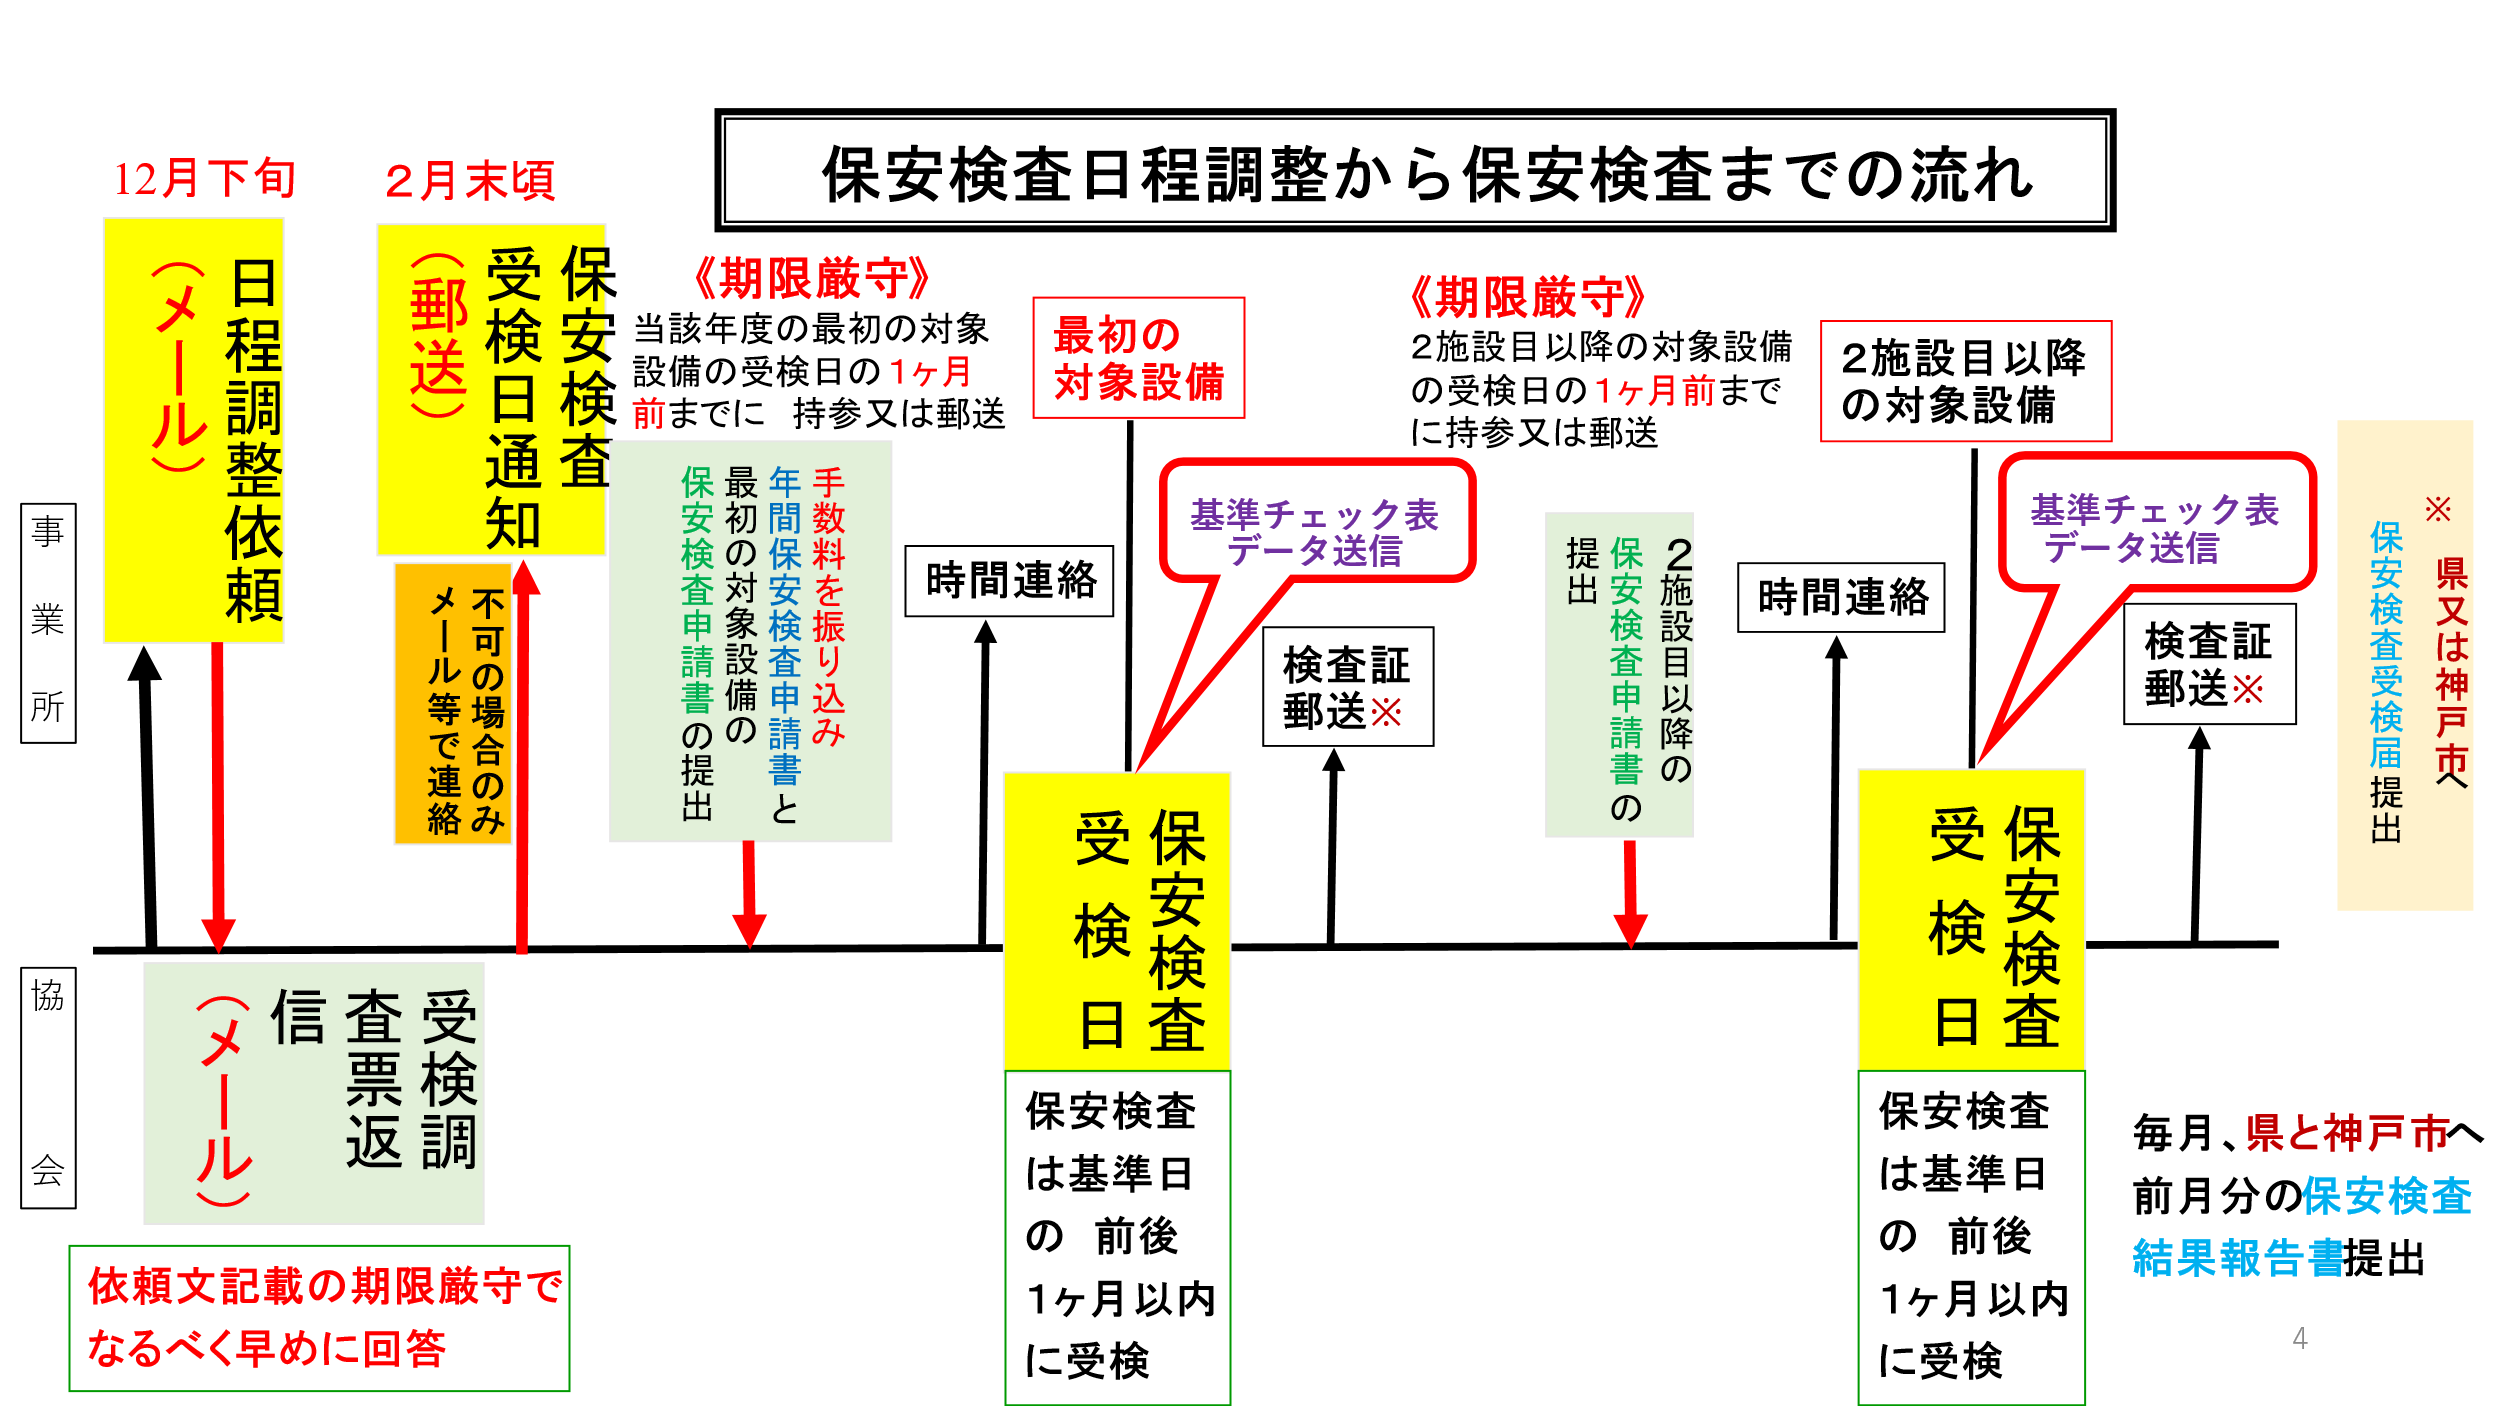 保安検査日程調整から保安検査までの流れ
12月下旬
日程調整依頼
（メール）
２月末頃
保安検査
受検日通知
（郵送）
不可の場合のみ
メール等で連絡
《期限厳守》
当該年度の最初の対象
設備の受検日の１ヶ月
前までに　持参又は郵送
手数料を振り込み
年間保安検査申請書と
最初の対象設備の
保安検査申請書の提出
時間連絡
最初の
対象設備
基準チェック表
データ送信
検査証
郵送※
《期限厳守》
２施設目以降の対象設備
の受検日の１ヶ月前まで
に持参又は郵送
２施設目以降の
保安検査申請書の
提出
時間連絡
２施設目以降
の対象設備
基準チェック表
データ送信
検査証
郵送※
※
県又は神戸市へ
保安検査受検届提出
事業所
協会
受検調
査票返
信
（メール）
依頼文記載の期限厳守で
なるべく早めに回答
保安検査
受検日
保安検査
は基準日
の　前後
１ヶ月以内
に受検
保安検査
受検日
保安検査
は基準日
の　前後
１ヶ月以内
に受検
毎月、県と神戸市へ
前月分の保安検査
結果報告書提出
4